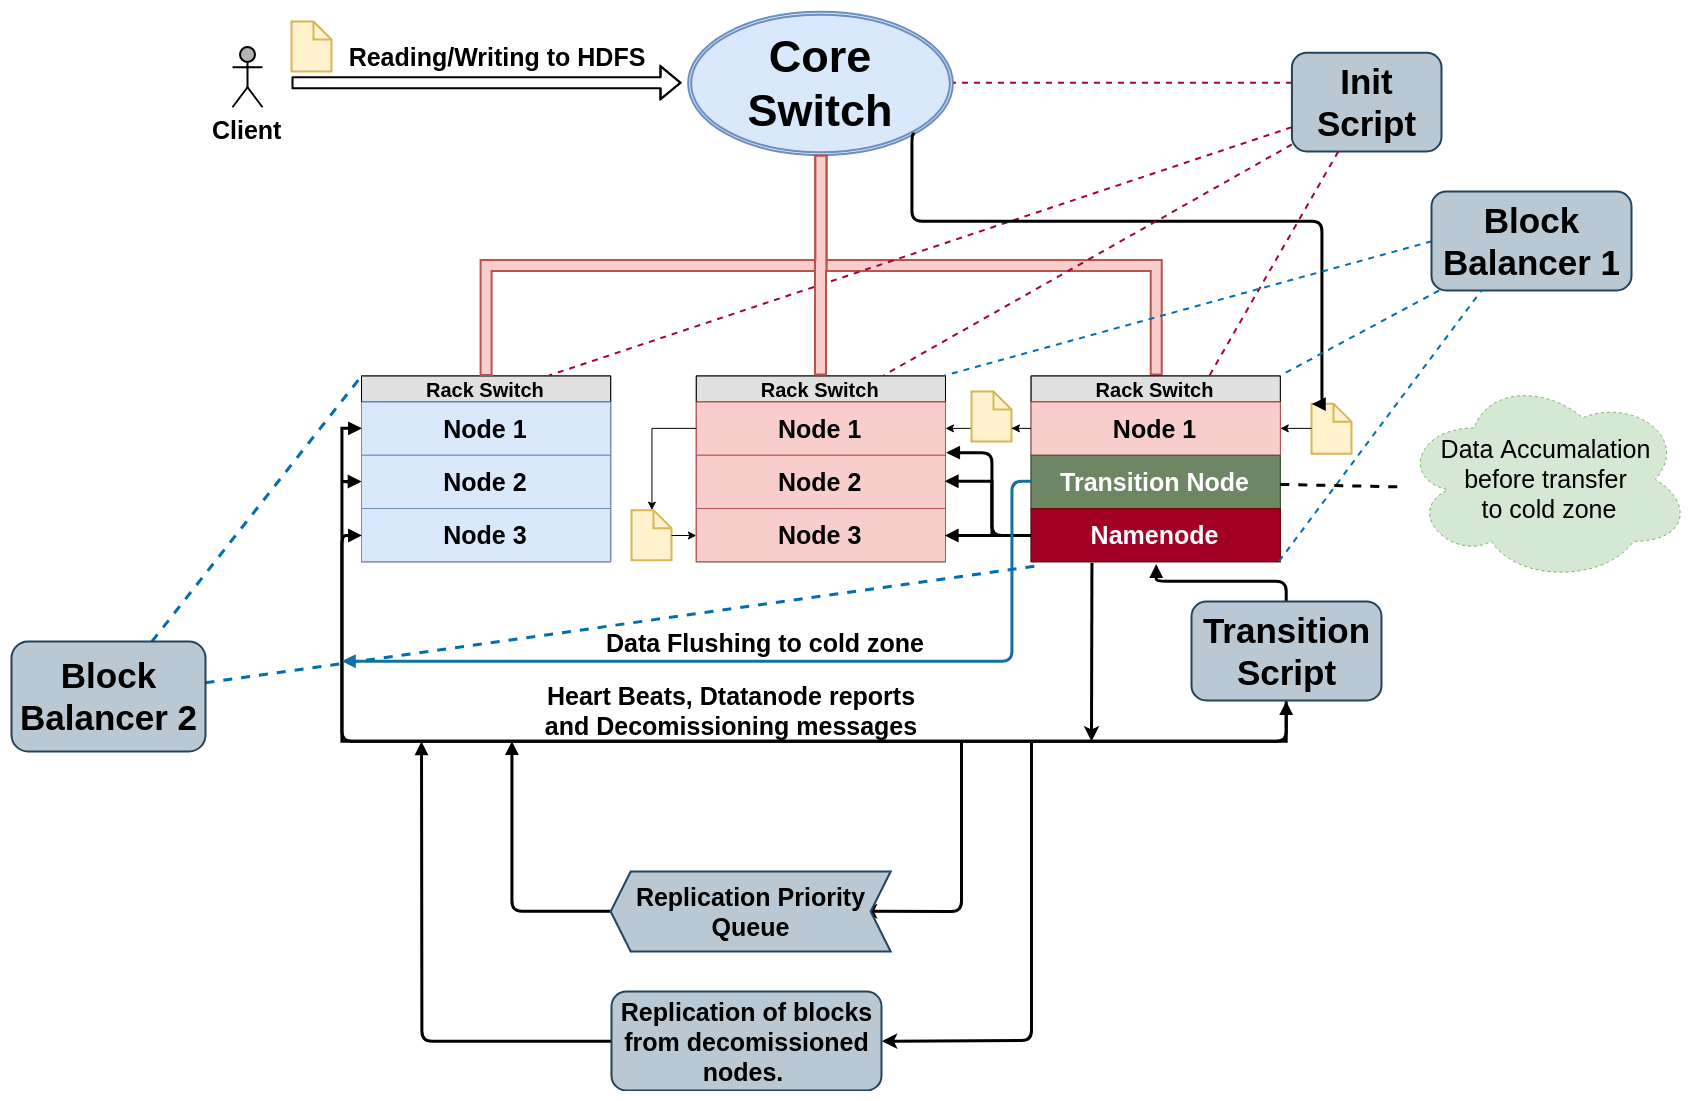 Reading/Writing to HDFS
Client
Core
Switch
Init
Script
Block
Balancer 1
Rack Switch
Node 1
Node 2
Node 3
Rack Switch
Node 1
Node 2
Node 3
Rack Switch
Node 1
Transition Node
Namenode
Data Accumalation
before transfer
to cold zone
Transition
Script
Block
Balancer 2
Data Flushing to cold zone
Heart Beats, Dtatanode reports
and Decomissioning messages
Replication Priority
Queue
Replication of blocks
from decomissioned
nodes.